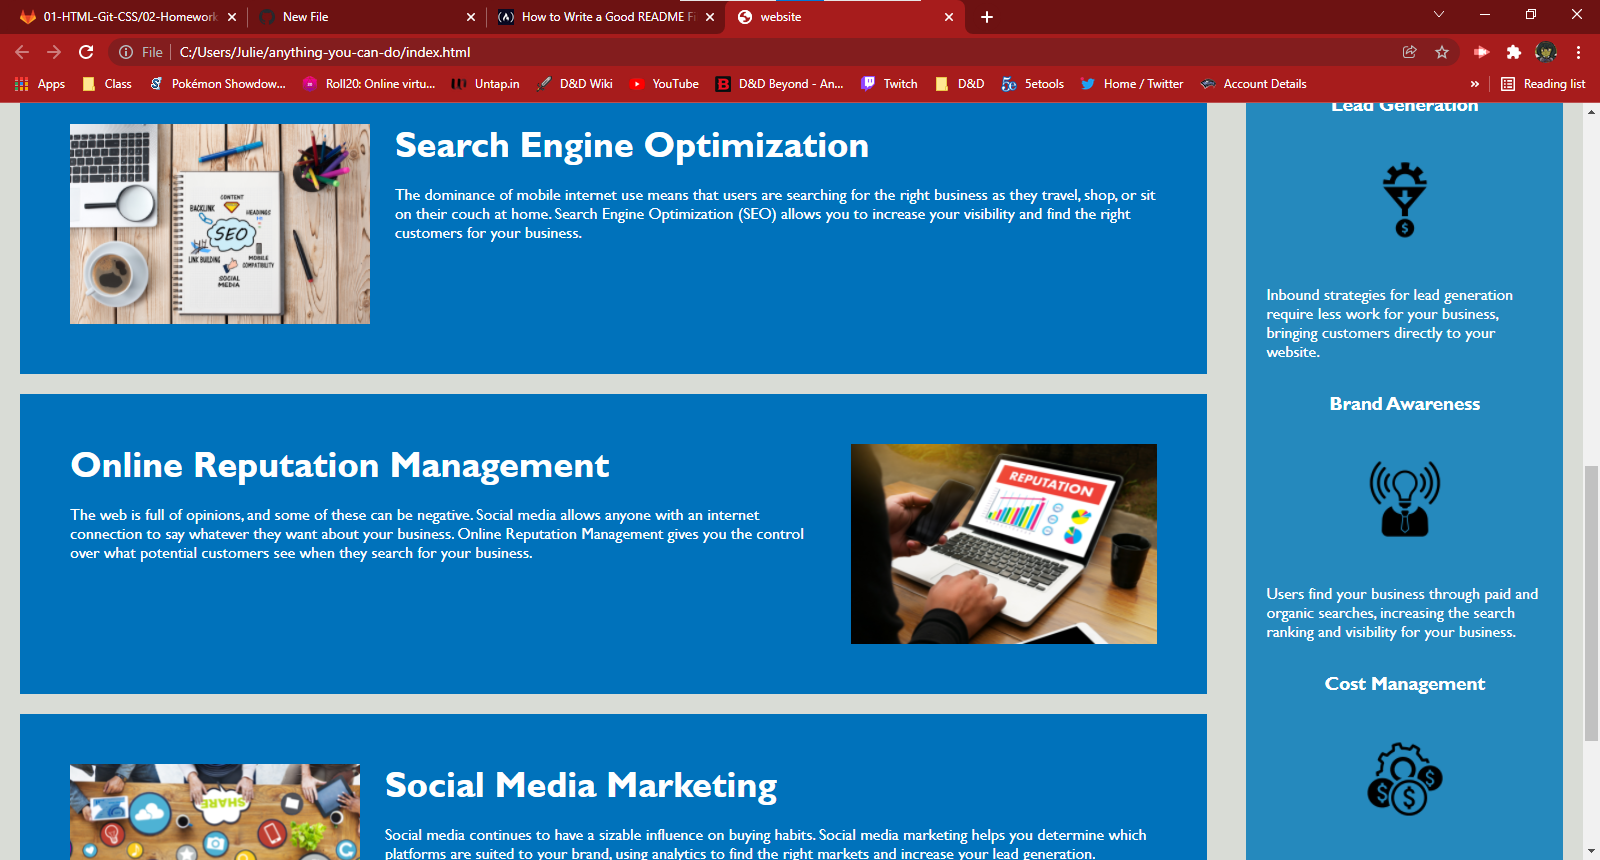 01-HTML-Git-CSS/02-Homework
New File
How to Write a Good README Fi
website
File
C:/Users/Julie/anything-you-can-do/index.html
Apps
Class
Pokémon Showdow...
Roll20: Online virtu...
Untap.in
D&D Wiki
YouTube
D&D Beyond - An...
Twitch
D&D
5etools
Home / Twitter
Account Details
»
Reading list
CONTENT
BACKLINK
HEADINGS
SEO
LINK BUILDING
MOBILE
COMPATIBILITY
SOCIAL
MEDIA
Search Engine Optimization
The dominance of mobile internet use means that users are searching for the right business as they travel, shop, or sit
on their couch at home. Search Engine Optimization (SEO) allows you to increase your visibility and find the right
customers for your business.
Online Reputation Management
The web is full of opinions, and some of these can be negative. Social media allows anyone with an internet
connection to say whatever they want about your business. Online Reputation Management gives you the control
over what potential customers see when they search for your business.
REPUTATION
SHARE
Social Media Marketing
Social media continues to have a sizable influence on buying habits. Social media marketing helps you determine which
platforms are suited to your brand, using analytics to find the right markets and increase your lead generation.
Lead Generation
$
Inbound strategies for lead generation
require less work for your business,
bringing customers directly to your
website.
Brand Awareness
Users find your business through paid and
organic searches, increasing the search
ranking and visibility for your business.
Cost Management
$
$
$